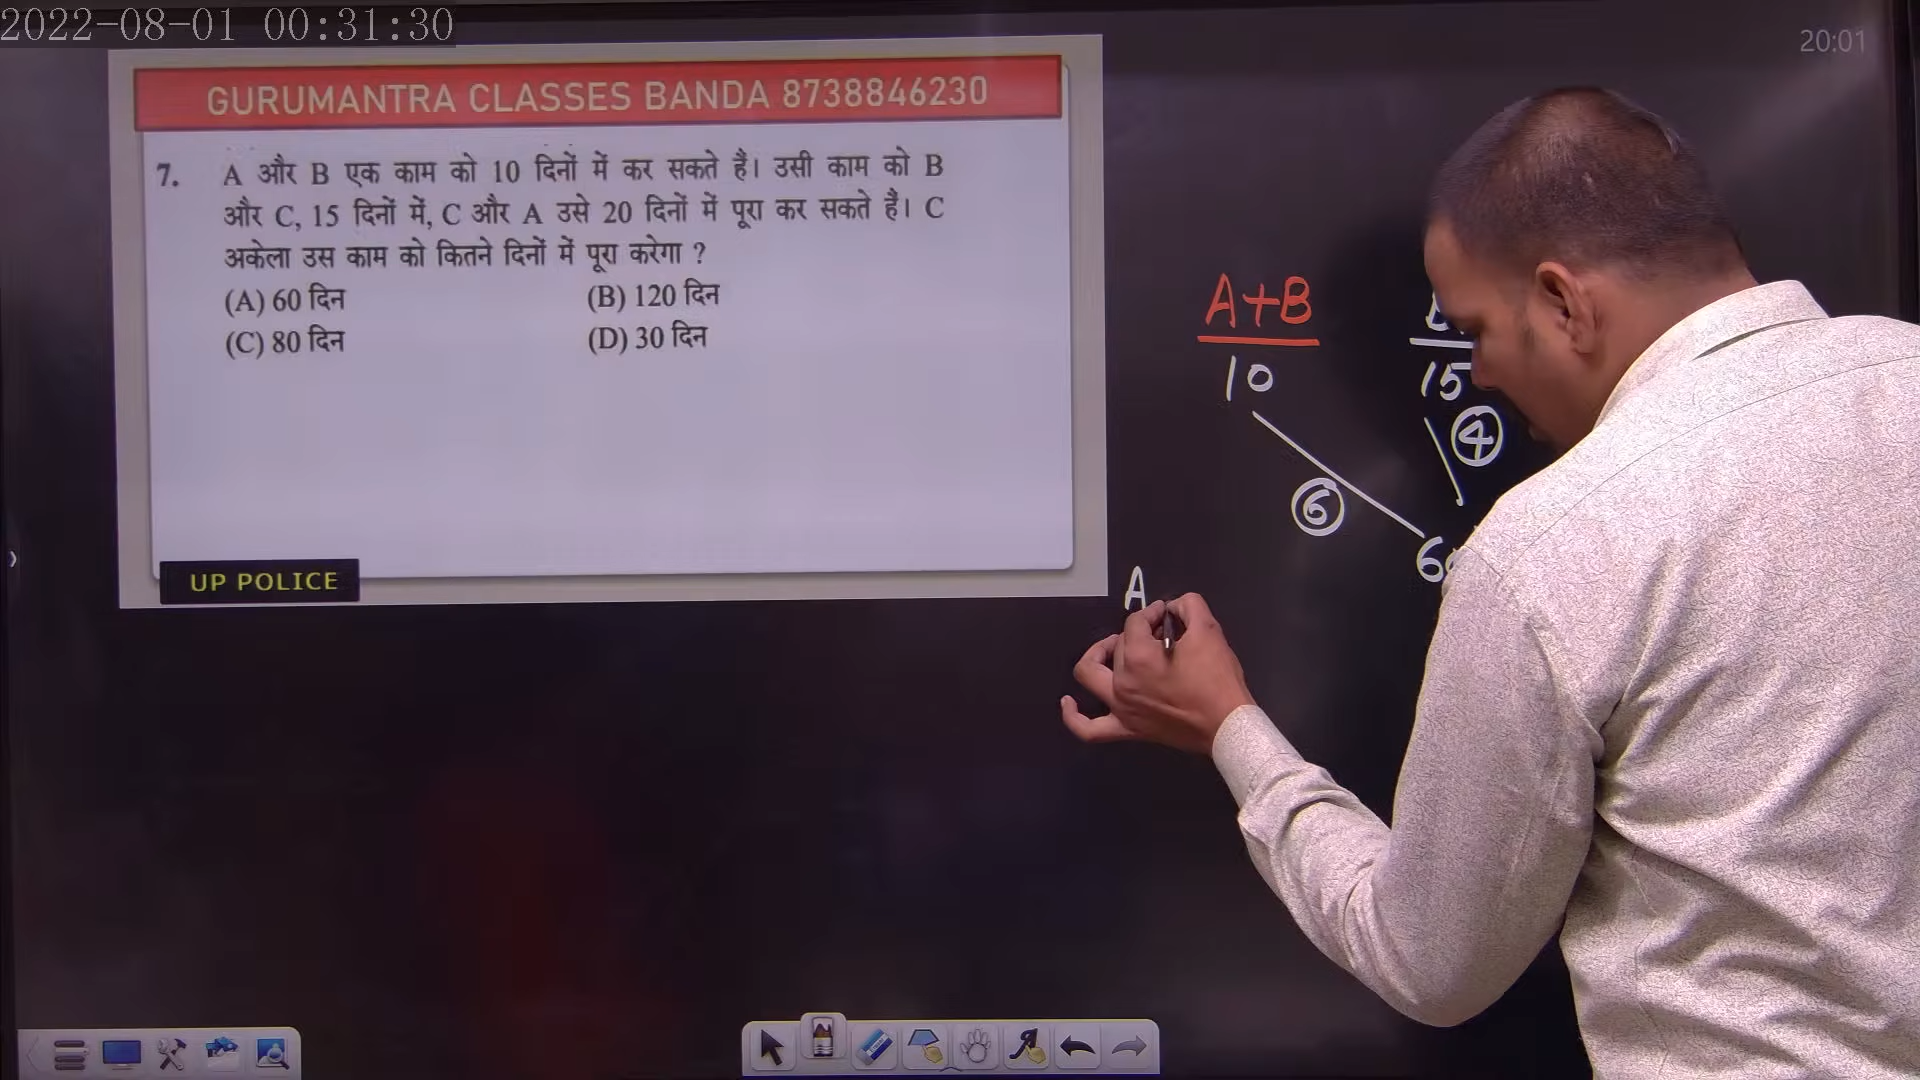 2022-08-01 00:31:30
20:01
GURUMANTRA CLASSES BANDA 8738846230
7. A और B एक काम को 10 दिनों में कर सकते हैं। उसी काम को B
और C, 15 दिनों में, C और A उसे 20 दिनों में पूरा कर सकते हैं। C
अकेला उस काम को कितने दिनों में पूरा करेगा ?
(A) 60 दिन (B) 120 दिन
(C) 80 दिन (D) 30 दिन
UP POLICE
A+B
10
15
4
6
A